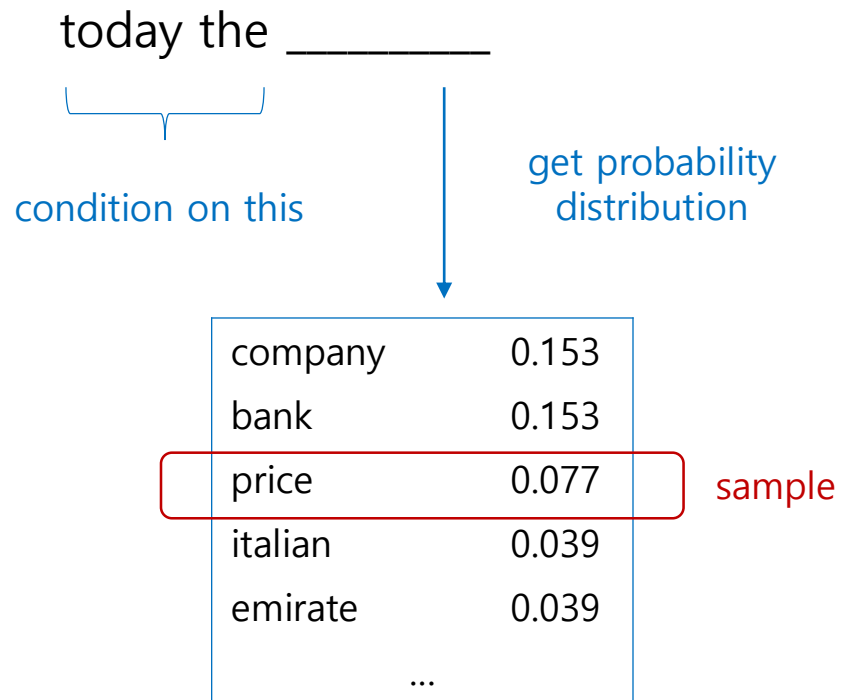 today the __________
condition on this
get probability
distribution
company 0.153
bank 0.153
price 0.077
sample
italian 0.039
emirate 0.039
...